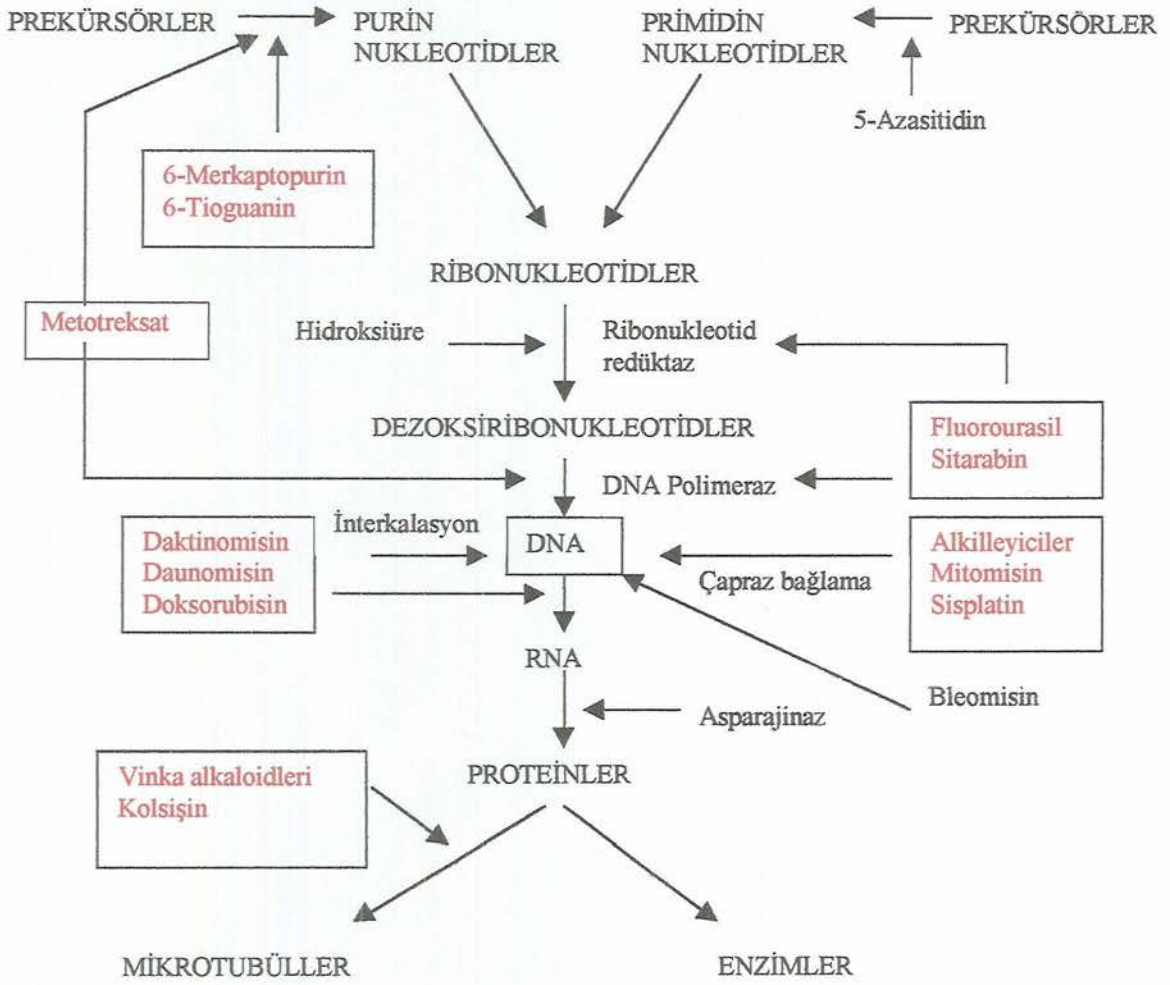 PREKÜRSÖRLER
PURİN
NUKLEOTİDLER
PRİMİDİN
NUKLEOTİDLER
PREKÜRSÖRLER
5-Azasitidin
6-Merkaptopurin
6-Tioguanin
RİBONUKLEOTİDLER
Metotreksat
Hidroksiüre
Ribonukleotid
redüktaz
DEZOKSİRİBONUKLEOTİDLER
Fluorourasil
Sitarabin
DNA Polimeraz
İnterkalasyon
Daktinomisin
Daunomisin
Doksorubisin
DNA
Çapraz bağlama
Alkilleyiciler
Mitomisin
Sisplatin
RNA
Bleomisin
Asparajinaz
PROTEİNLER
Vinka alkaloidleri
Kolsişin
MİKROTUBÜLLER
ENZİMLER